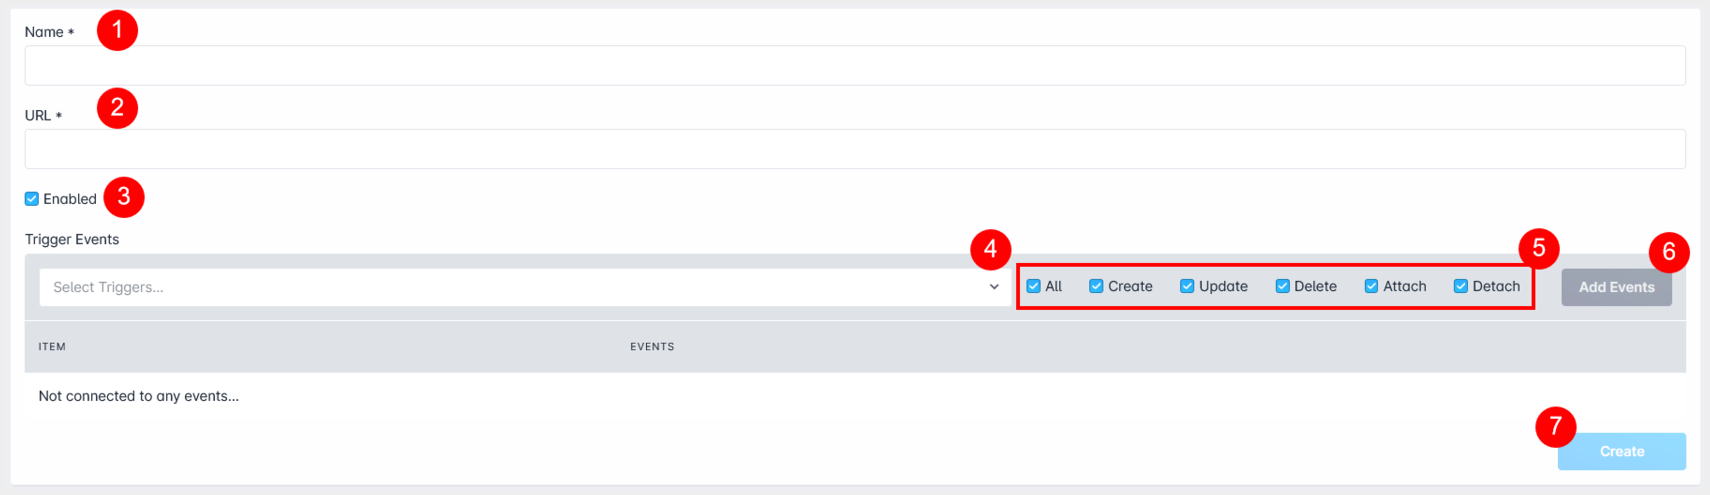 Name * 1
URL * 2
Enabled 3
Trigger Events
4 5 6
Select Triggers... All Create Update Delete Attach Detach Add Events
ITEM EVENTS
Not connected to any events...
7
Create